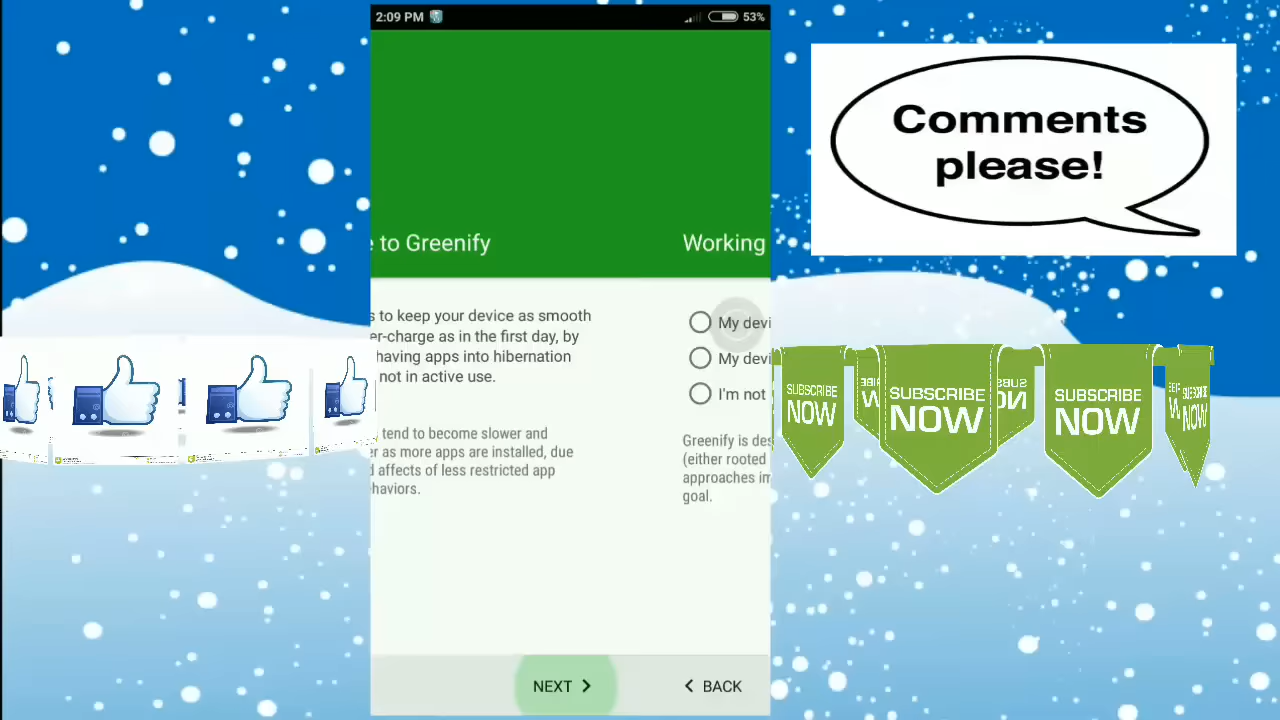 2:09 PM
53%
e to Greenify
Working
s to keep your device as smooth
er-charge as in the first day, by
having apps into hibernation
not in active use.
tend to become slower and
er as more apps are installed, due
d affects of less restricted app
haviors.
My devi
My devi
I'm not
Greenify is des
(either rooted
approaches im
goal.
NEXT
BACK
Comments
please!
SUBSCRIBE
NOW
SUBSCRIBE
NOW
SUBSCRIBE
NOW
SUBSCRIBE
NOW